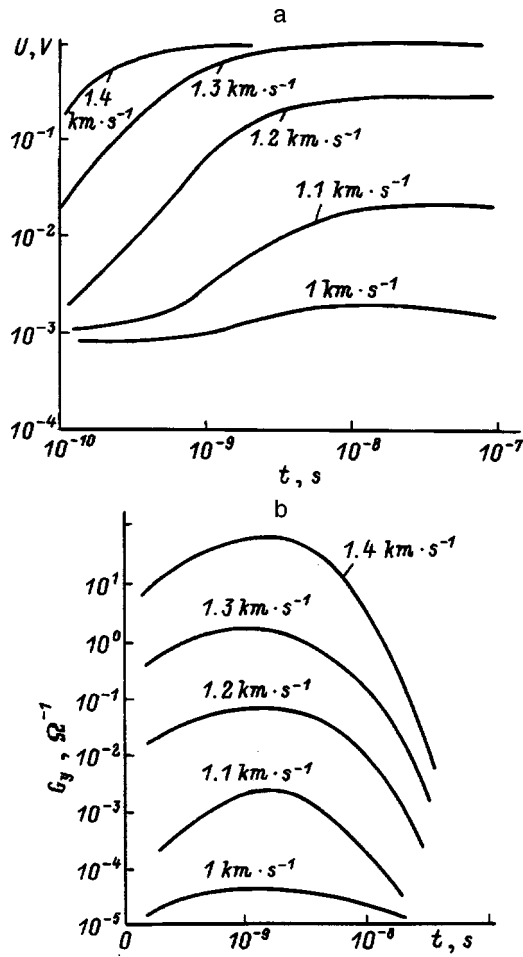 a
U, V
1.4
km · s⁻¹
1.3 km · s⁻¹
10⁻¹
1.2 km · s⁻¹
1.1 km · s⁻¹
10⁻²
1 km · s⁻¹
10⁻³
10⁻⁴
10⁻¹⁰ 10⁻⁹ 10⁻⁸ 10⁻⁷
t, s
b
1.4 km · s⁻¹
10¹
1.3 km · s⁻¹
10⁰
1.2 km · s⁻¹
10⁻¹
10⁻²
G_y, Ω⁻¹
1.1 km · s⁻¹
10⁻³
10⁻⁴
1 km · s⁻¹
10⁻⁵
0 10⁻⁹ 10⁻⁸ t, s